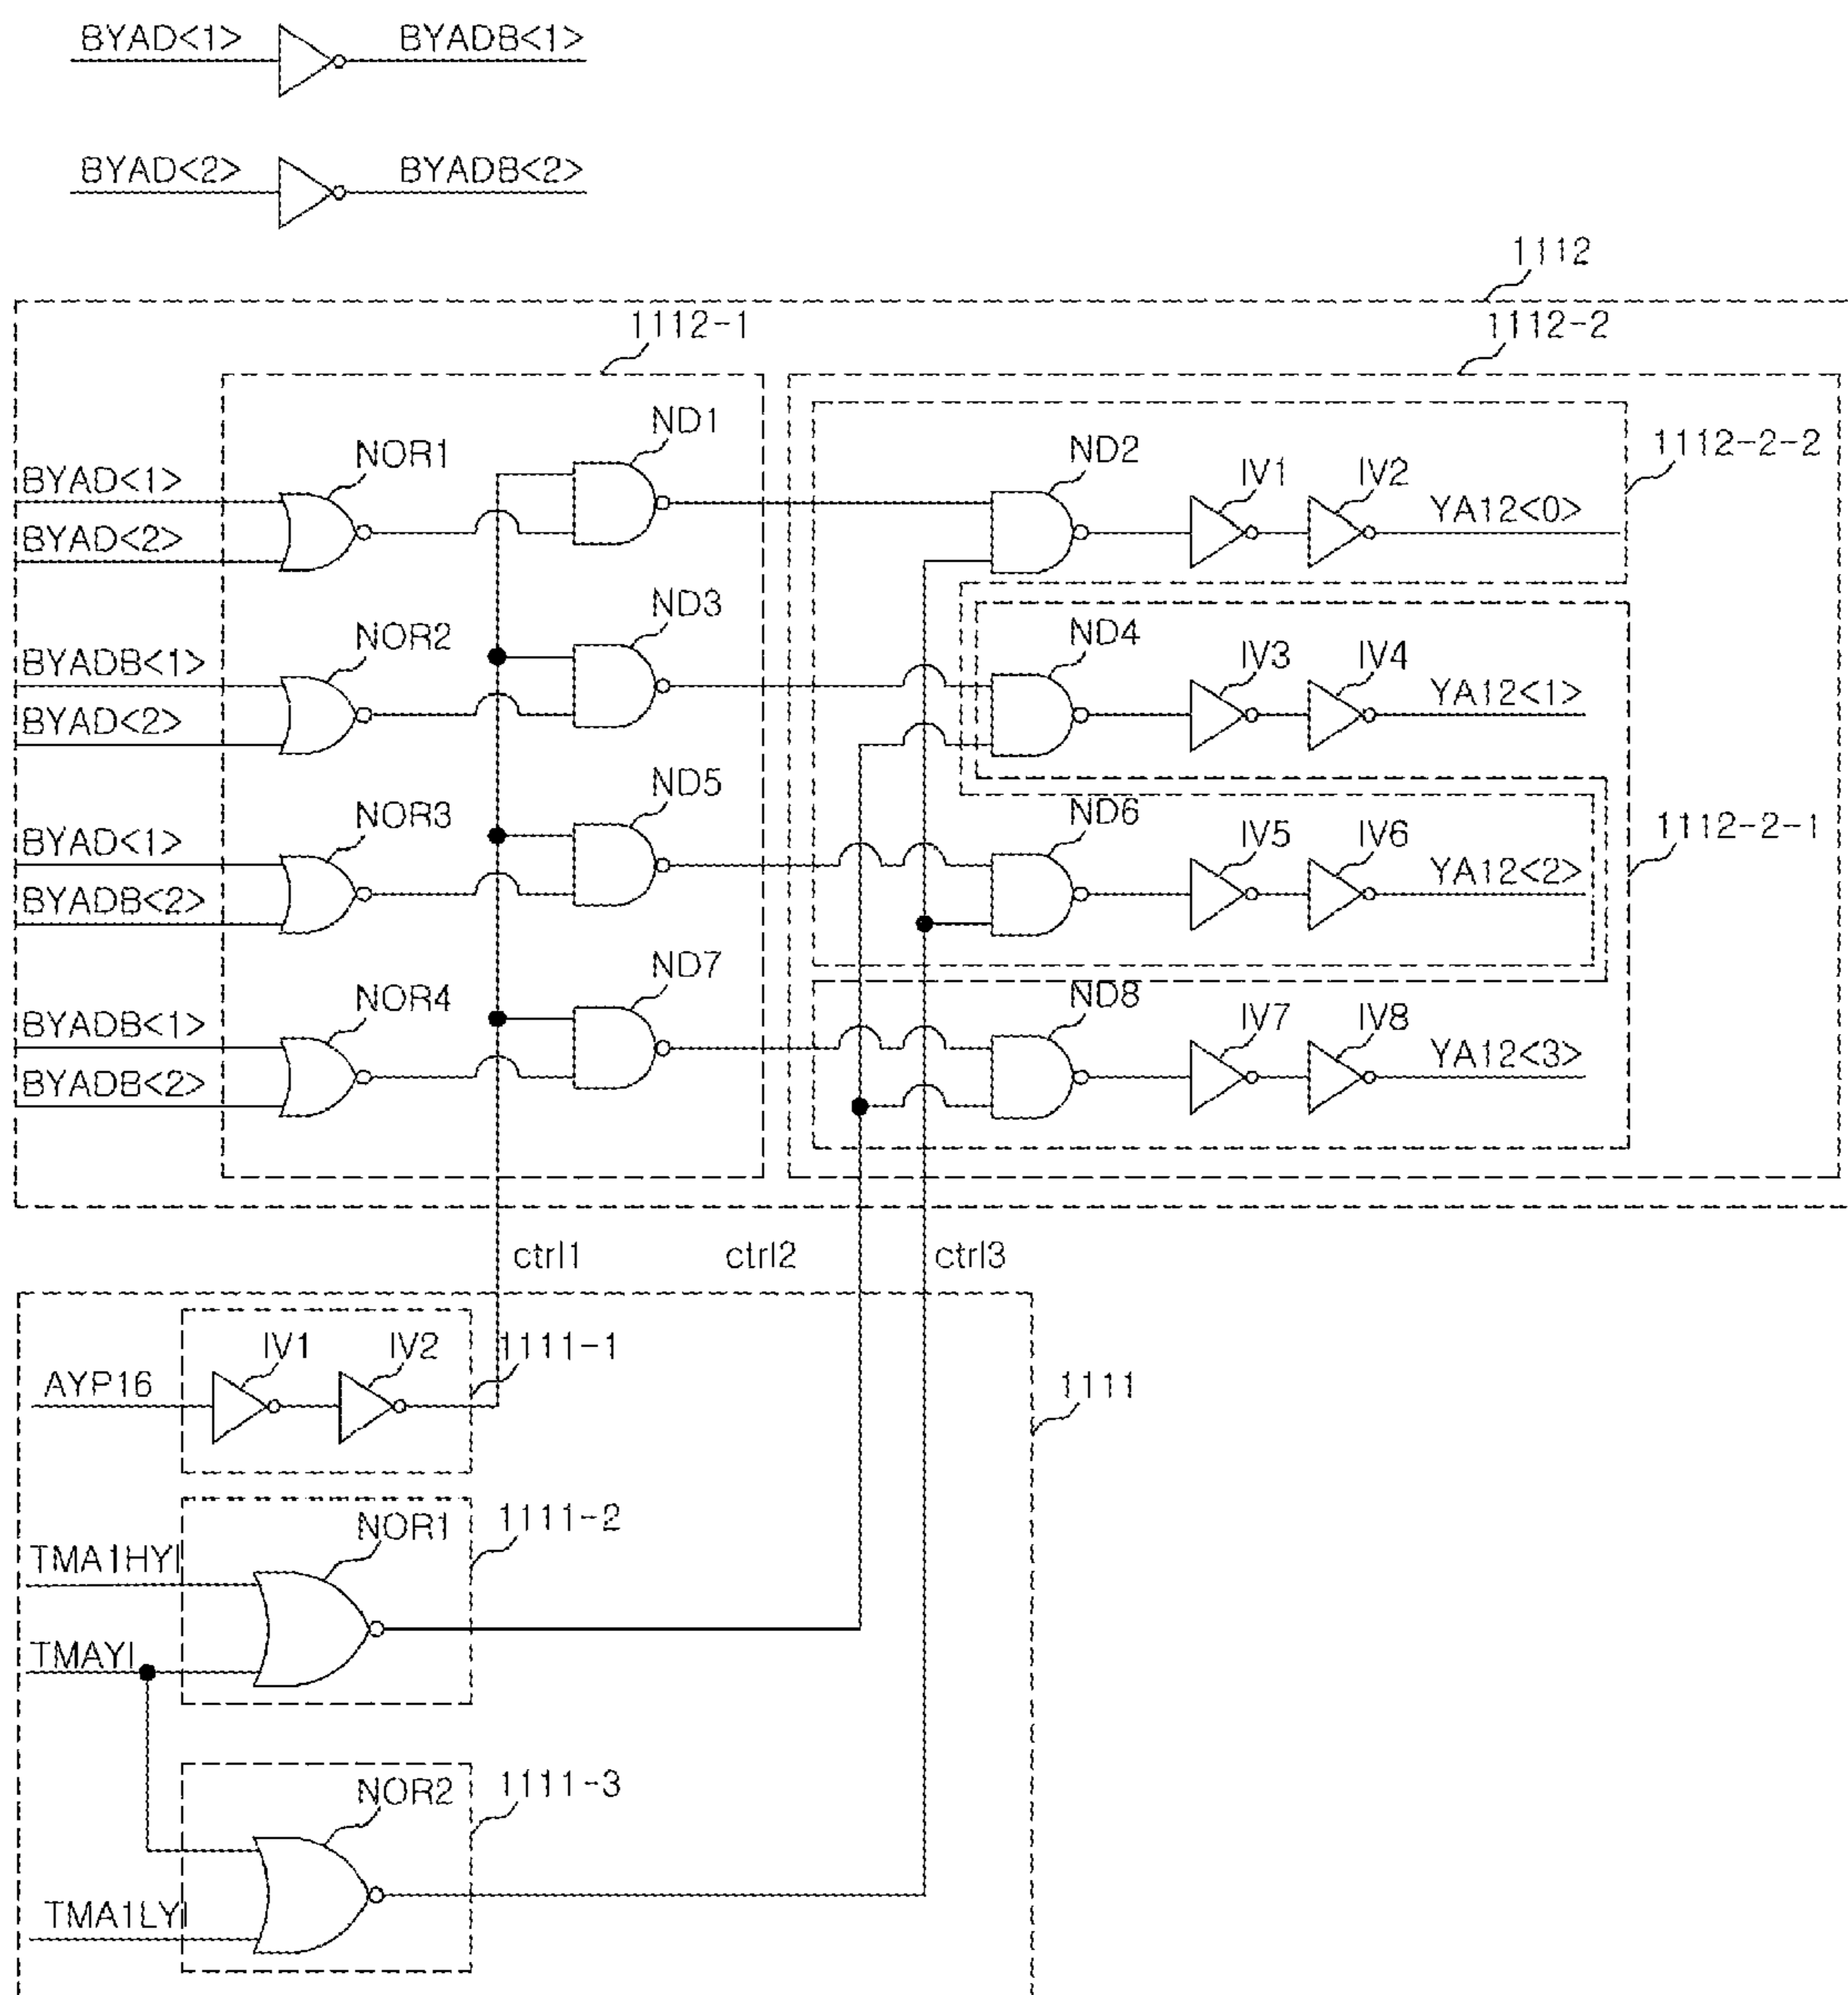 BYAD<1> BYADB<1>
BYAD<2> BYADB<2>
1112
1112-1 1112-2
ND1
NOR1 ND2 IV1 IV2 1112-2-2
BYAD<1> YA12<0>
BYAD<2>
ND3
NOR2 ND4 IV3 IV4
BYADB<1> YA12<1>
BYAD<2>
ND5
NOR3 ND6 IV5 IV6 1112-2-1
BYAD<1> YA12<2>
BYADB<2>
ND7
NOR4 ND8 IV7 IV8
BYADB<1> YA12<3>
BYADB<2>
ctrl1 ctrl2 ctrl3
IV1 IV2 1111-1
AYP16 1111
NOR1 1111-2
TMA1HYI
TMAYI
NOR2 1111-3
TMA1LYI